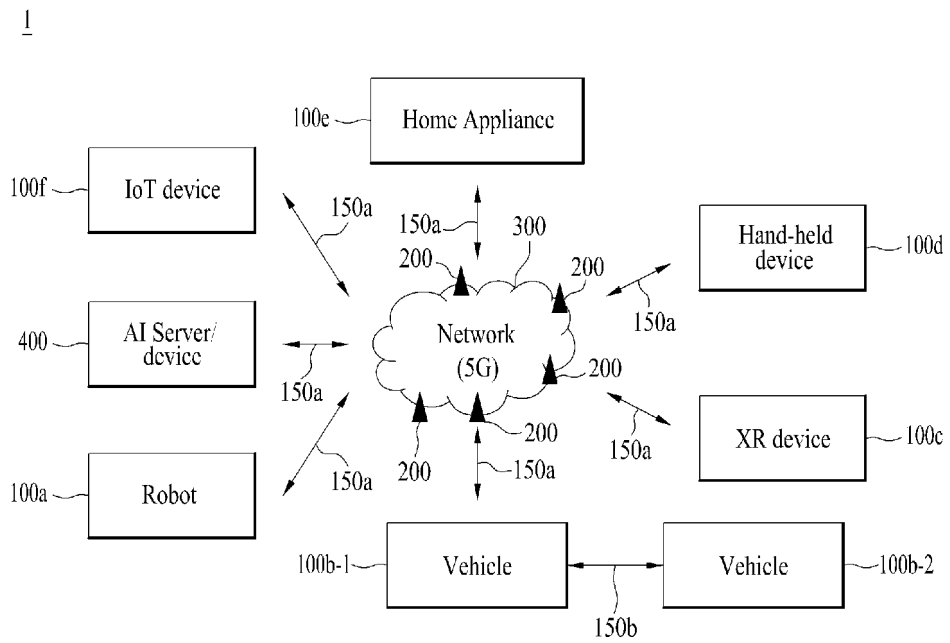 1
100e
Home Appliance
100f
IoT device
150a
150a
300
200
200
Hand-held
device
100d
150a
400
AI Server/
device
150a
Network
(5G)
200
100a
Robot
150a
200
200
150a
150a
XR device
100c
100b-1
Vehicle
150b
Vehicle
100b-2